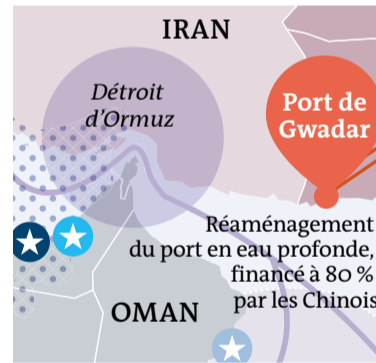 IRAN
Détroit
d'Ormuz
Port de
Gwadar
Réaménagement
du port en eau profonde,
financé à 80 %
par les Chinois
OMAN